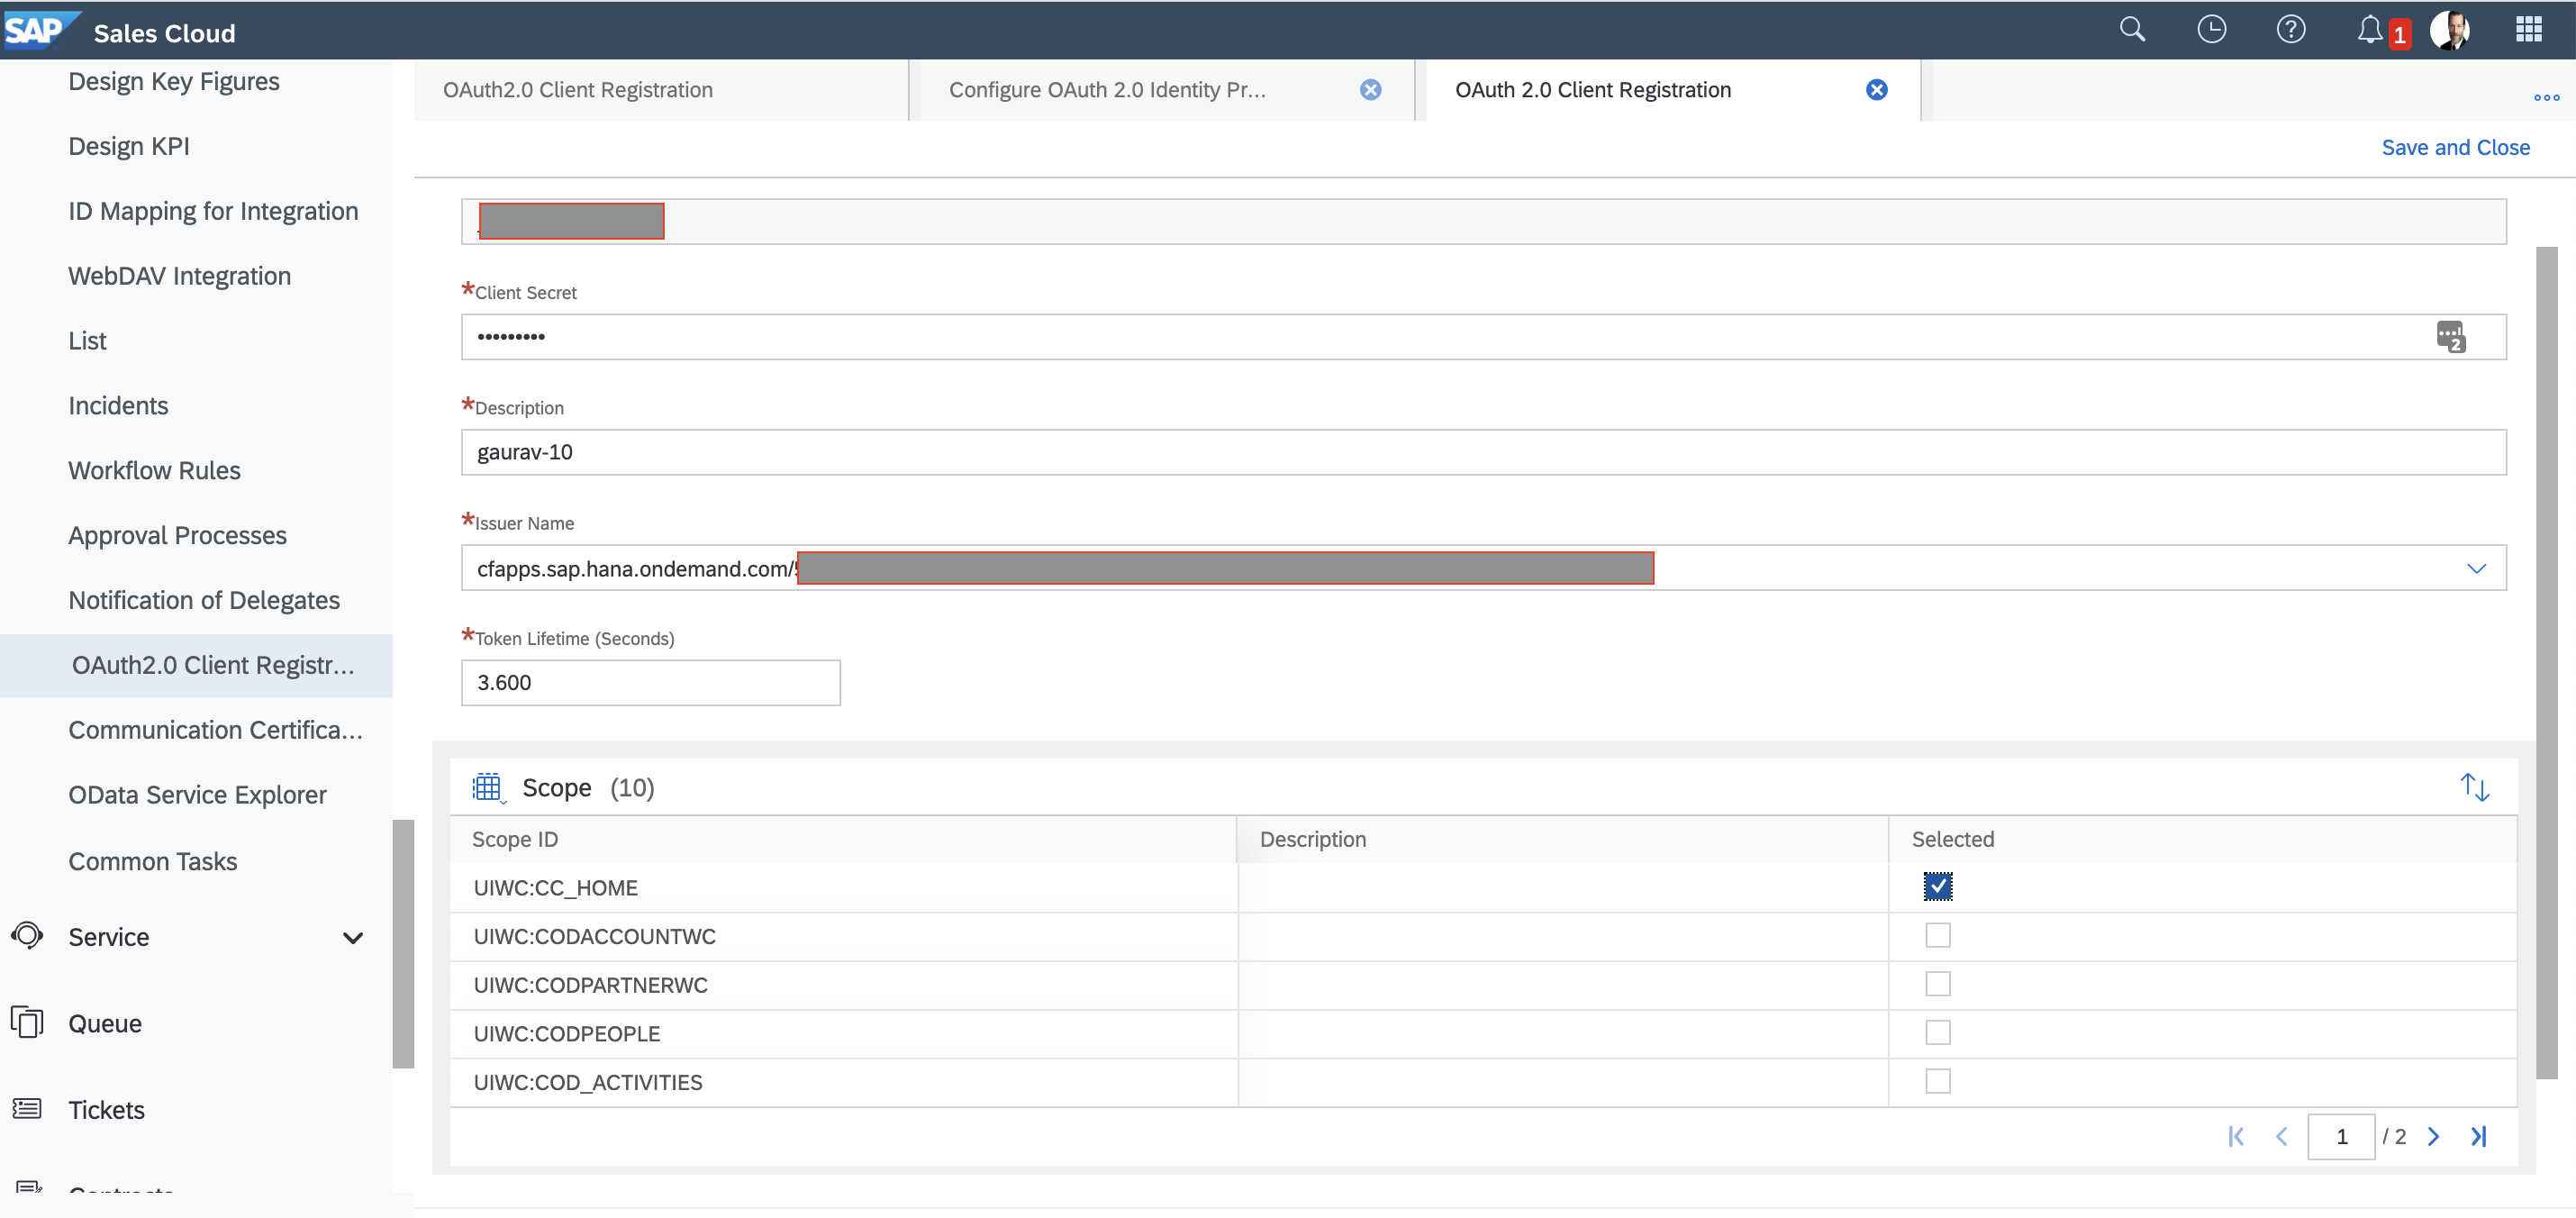 SAP Sales Cloud
1
Design Key Figures
Design KPI
ID Mapping for Integration
WebDAV Integration
List
Incidents
Workflow Rules
Approval Processes
Notification of Delegates
OAuth2.0 Client Registr...
Communication Certifica...
OData Service Explorer
Common Tasks
Service
Queue
Tickets
OAuth2.0 Client Registration
Configure OAuth 2.0 Identity Pr...
OAuth 2.0 Client Registration
Save and Close
*Client Secret
•••••••••
2
*Description
gaurav-10
*Issuer Name
cfapps.sap.hana.ondemand.com/
*Token Lifetime (Seconds)
3.600
Scope (10)
Scope ID Description Selected
UIWC:CC_HOME
UIWC:CODACCOUNTWC
UIWC:CODPARTNERWC
UIWC:CODPEOPLE
UIWC:COD_ACTIVITIES
1 / 2